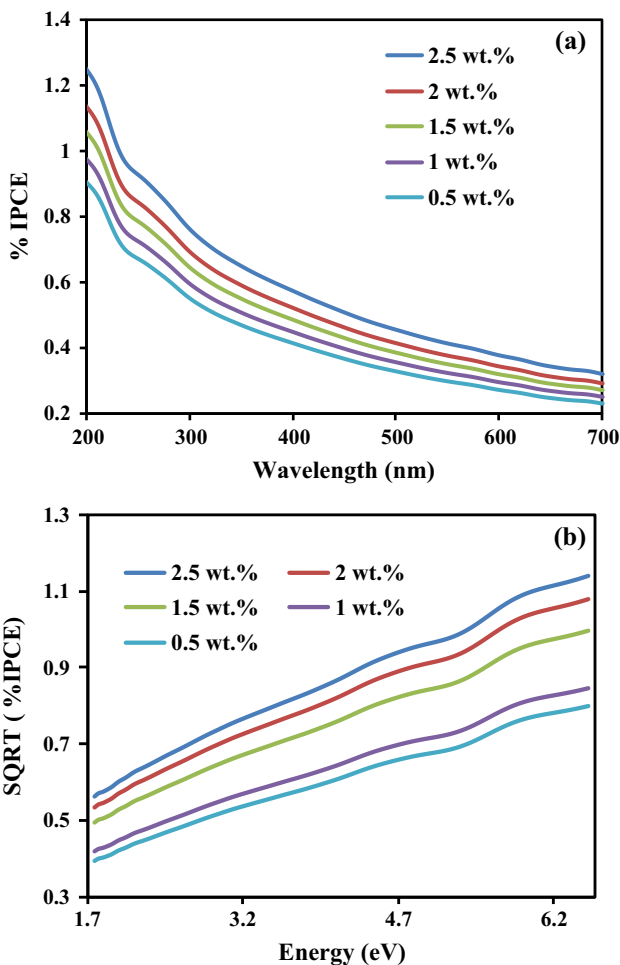 (a)
1.4
1.2
1
0.8
0.6
0.4
0.2
% IPCE
2.5 wt.%
2 wt.%
1.5 wt.%
1 wt.%
0.5 wt.%
200 300 400 500 600 700
Wavelength (nm)
(b)
1.3
1.1
0.9
0.7
0.5
0.3
SQRT ( %IPCE)
2.5 wt.% 2 wt.%
1.5 wt.% 1 wt.%
0.5 wt.%
1.7 3.2 4.7 6.2
Energy (eV)